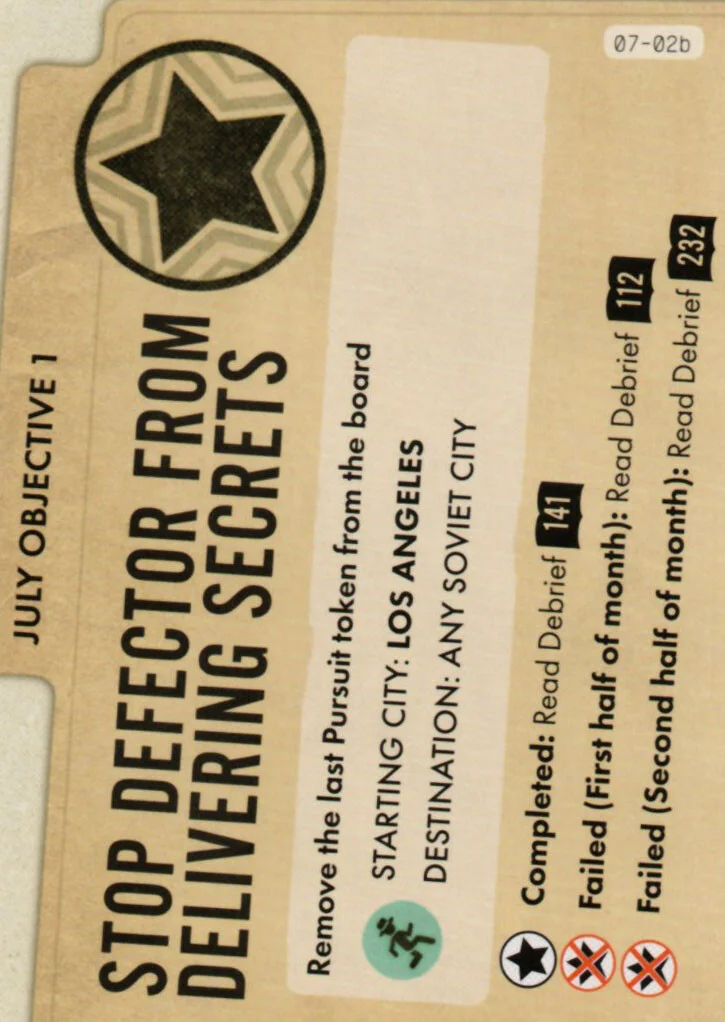 JULY OBJECTIVE 1
STOP DEFECTOR FROM
DELIVERING SECRETS
Remove the last Pursuit token from the board
STARTING CITY: LOS ANGELES
DESTINATION: ANY SOVIET CITY
Completed: Read Debrief 141
Failed (First half of month): Read Debrief 112
Failed (Second half of month): Read Debrief 232
07-02b